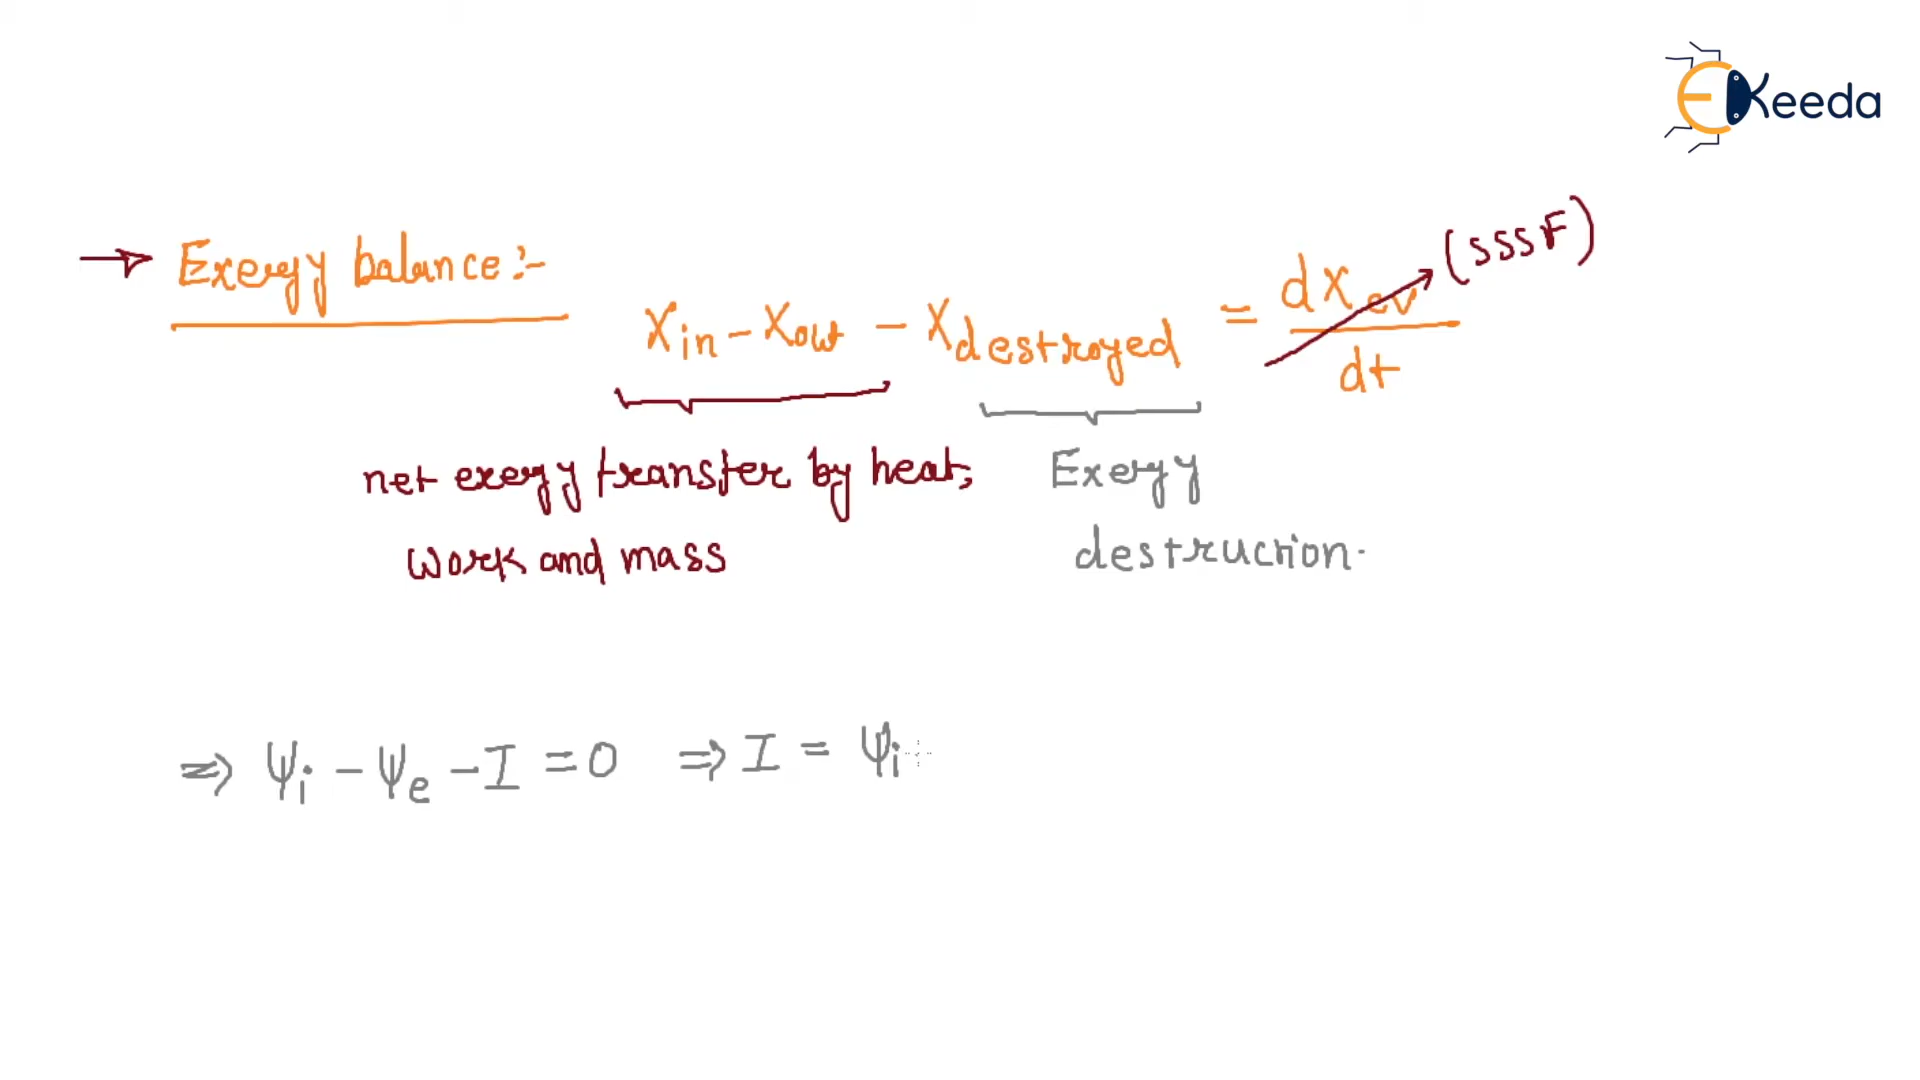 EKeeda
→ Exergy balance :-
Xin - Xout - Xdestroyed = dXcv / dt (SSSF)
net exergy transfer by heat,
work and mass
Exergy
destruction.
⇒ Ψi - Ψe - I = 0 ⇒ I = Ψi